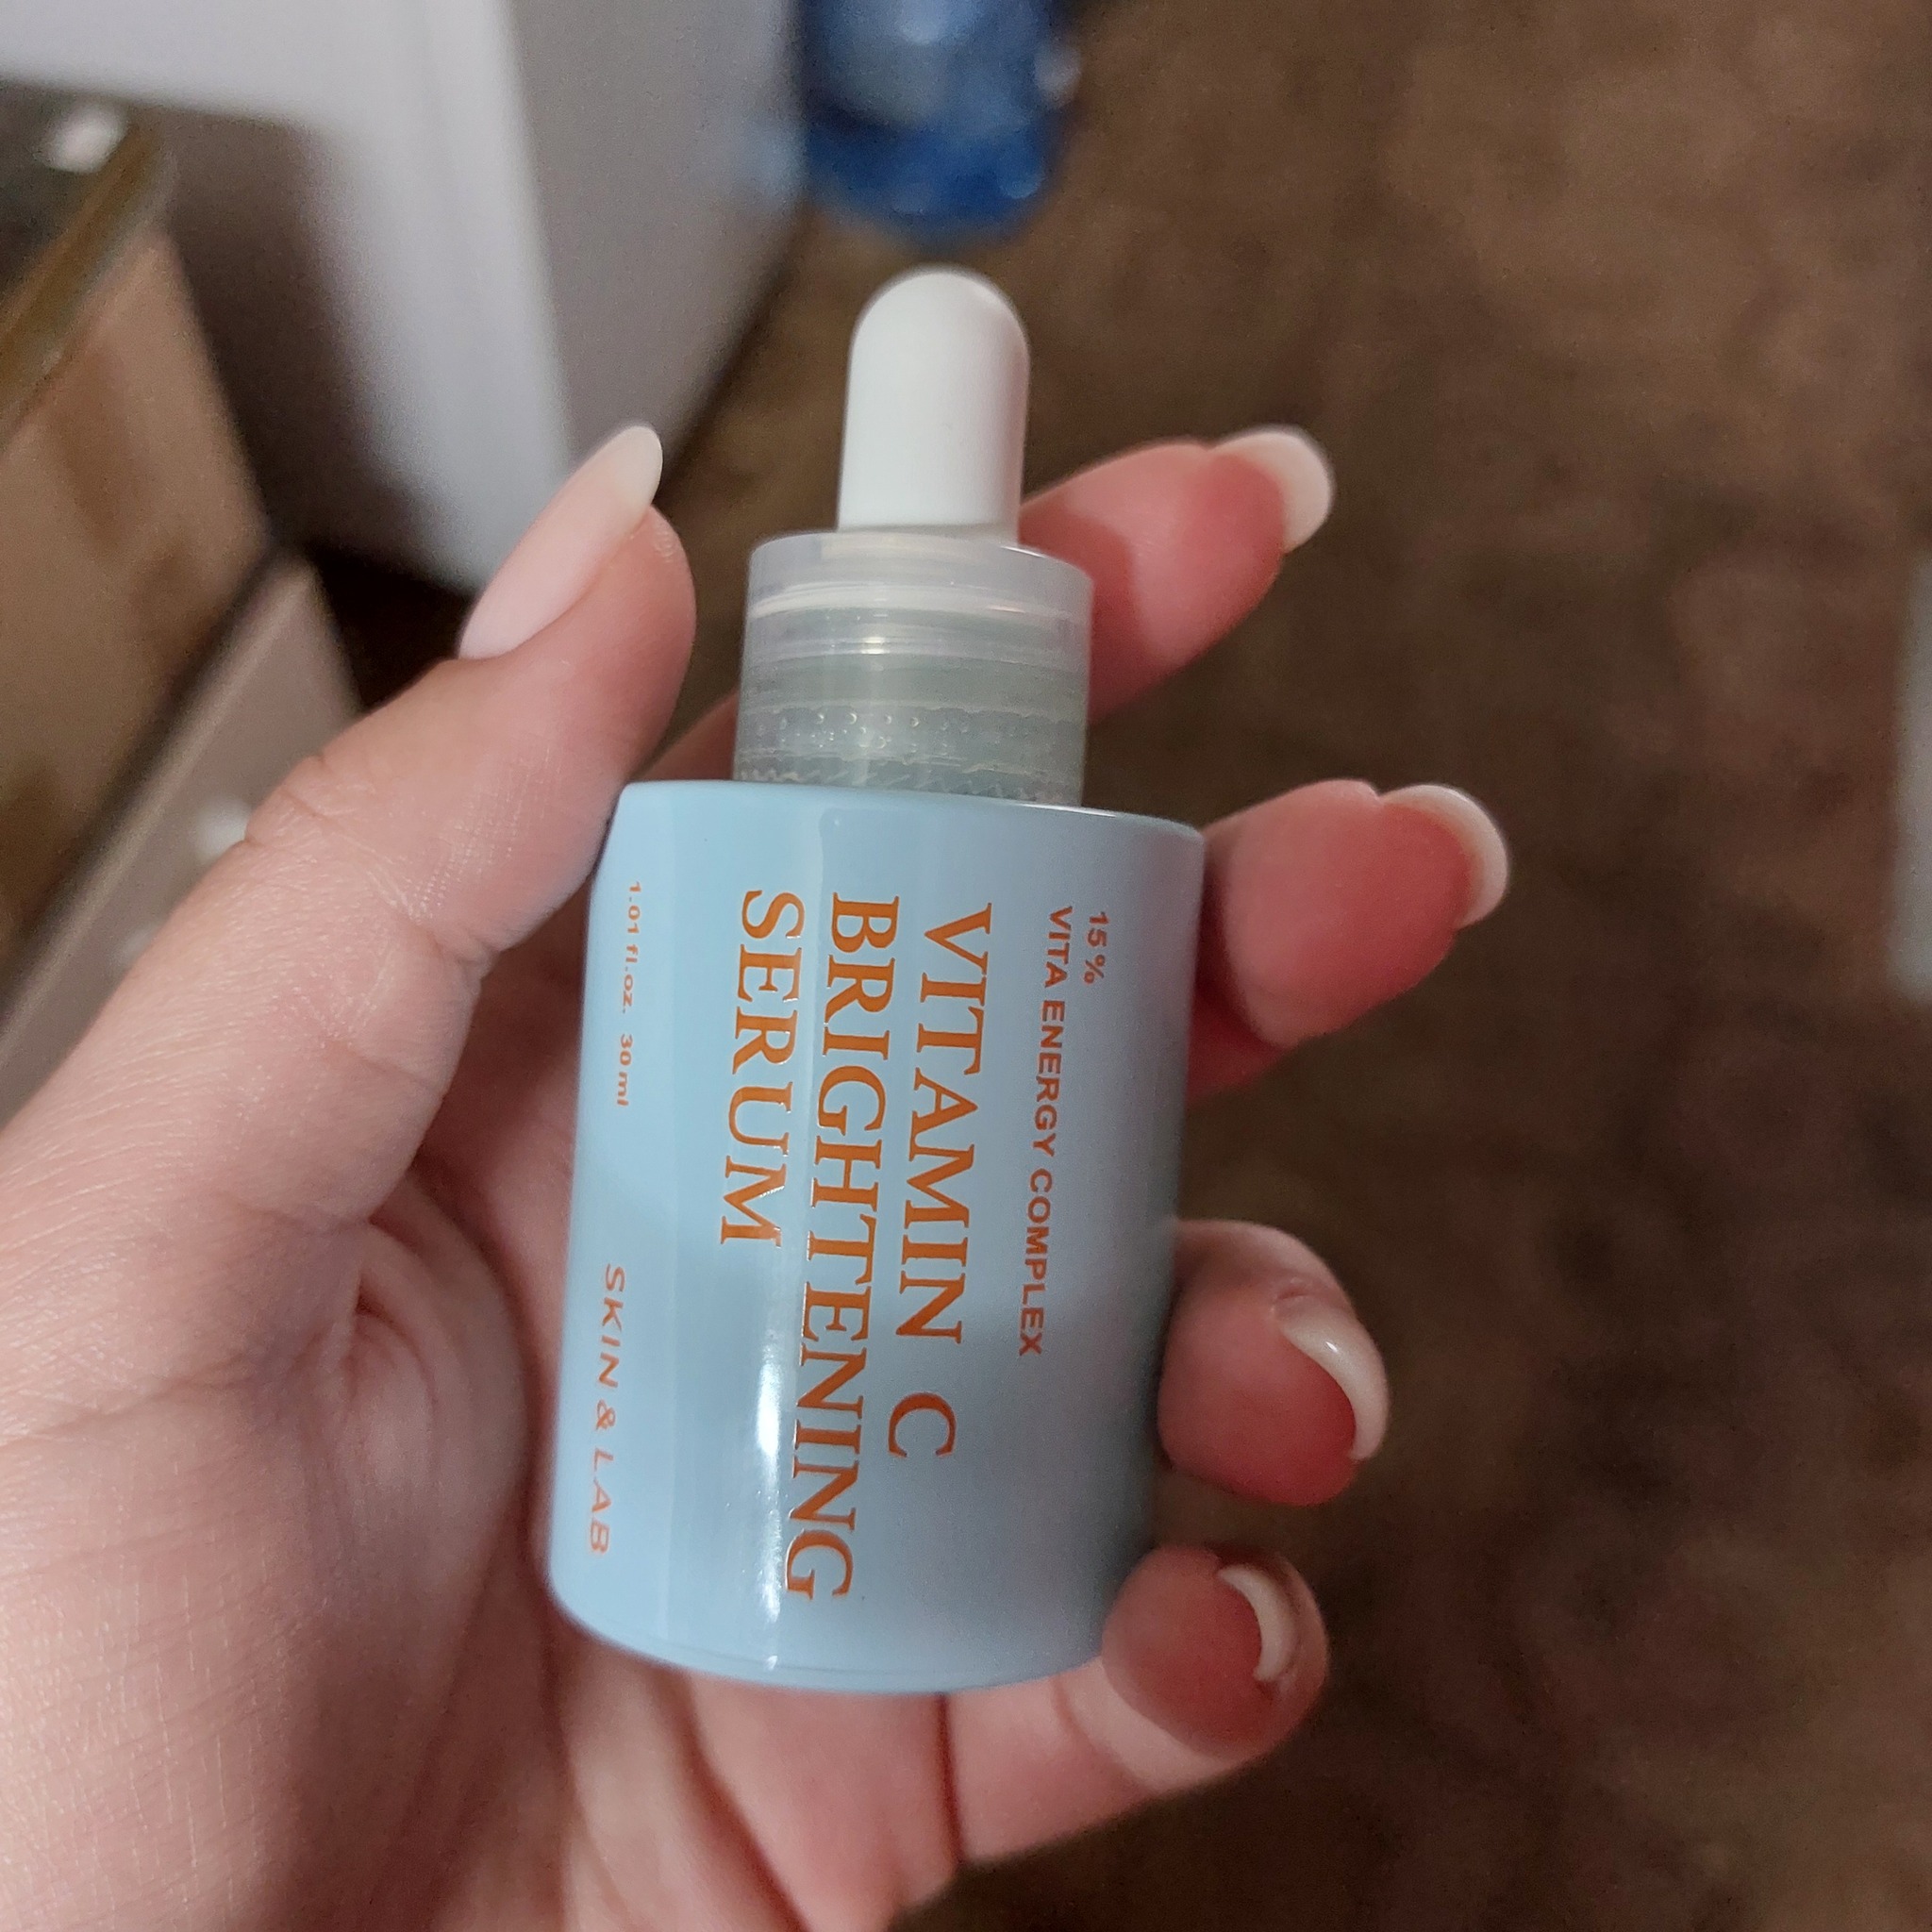 15%
VITA ENERGY COMPLEX
VITAMIN C
BRIGHTENING
SERUM
1.01 fl.oz. 30ml
SKIN & LAB